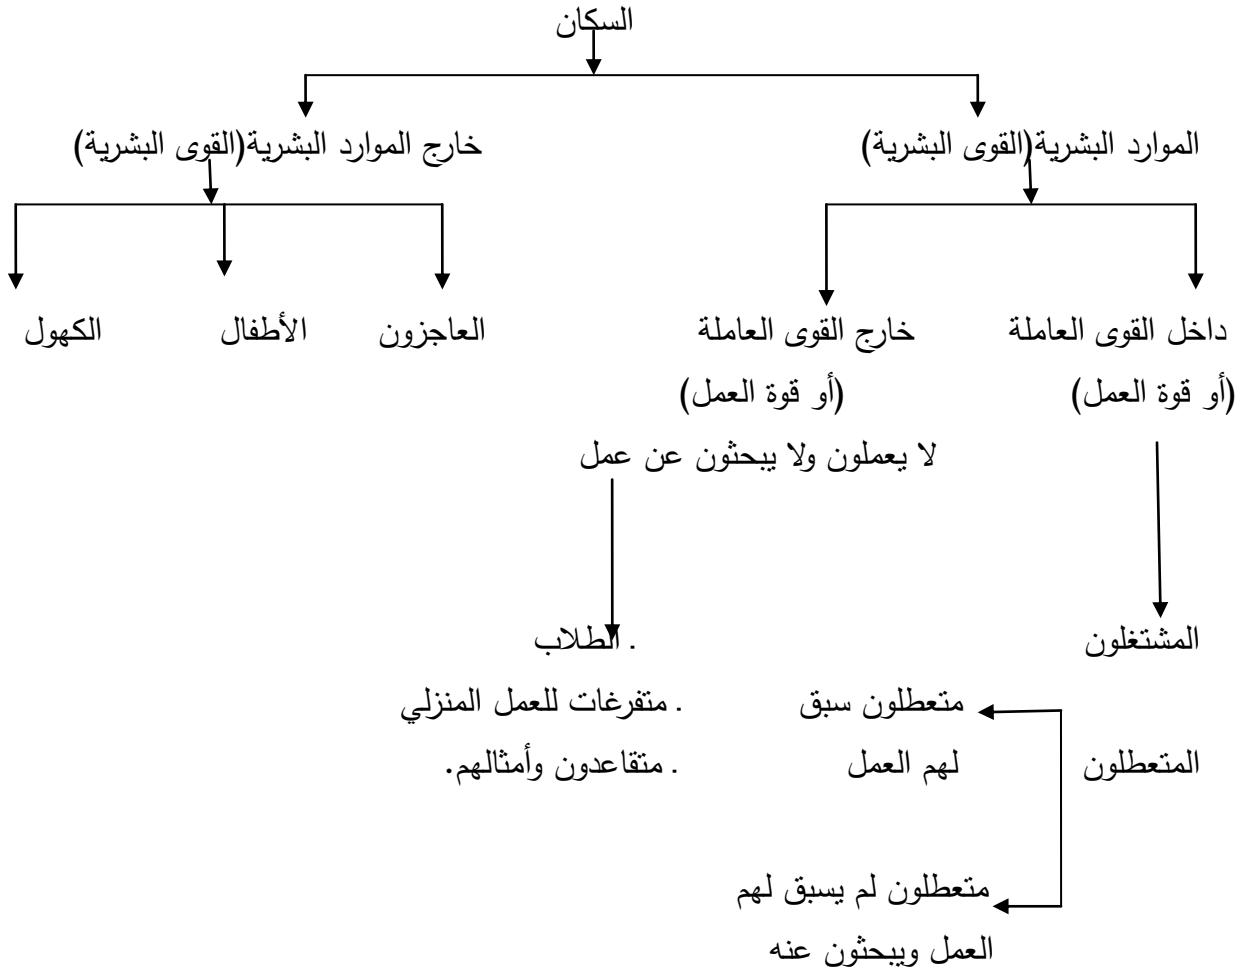 السكان
الموارد البشرية(القوى البشرية) خارج الموارد البشرية(القوى البشرية)
داخل القوى العاملة خارج القوى العاملة العاجزون الأطفال الكهول
(أو قوة العمل) (أو قوة العمل)
لا يعملون ولا يبحثون عن عمل
المشتغلون . الطلاب
متعطلون سبق . متفرغات للعمل المنزلي
المتعطلون لهم العمل . متقاعدون وأمثالهم.
متعطلون لم يسبق لهم
العمل ويبحثون عنه